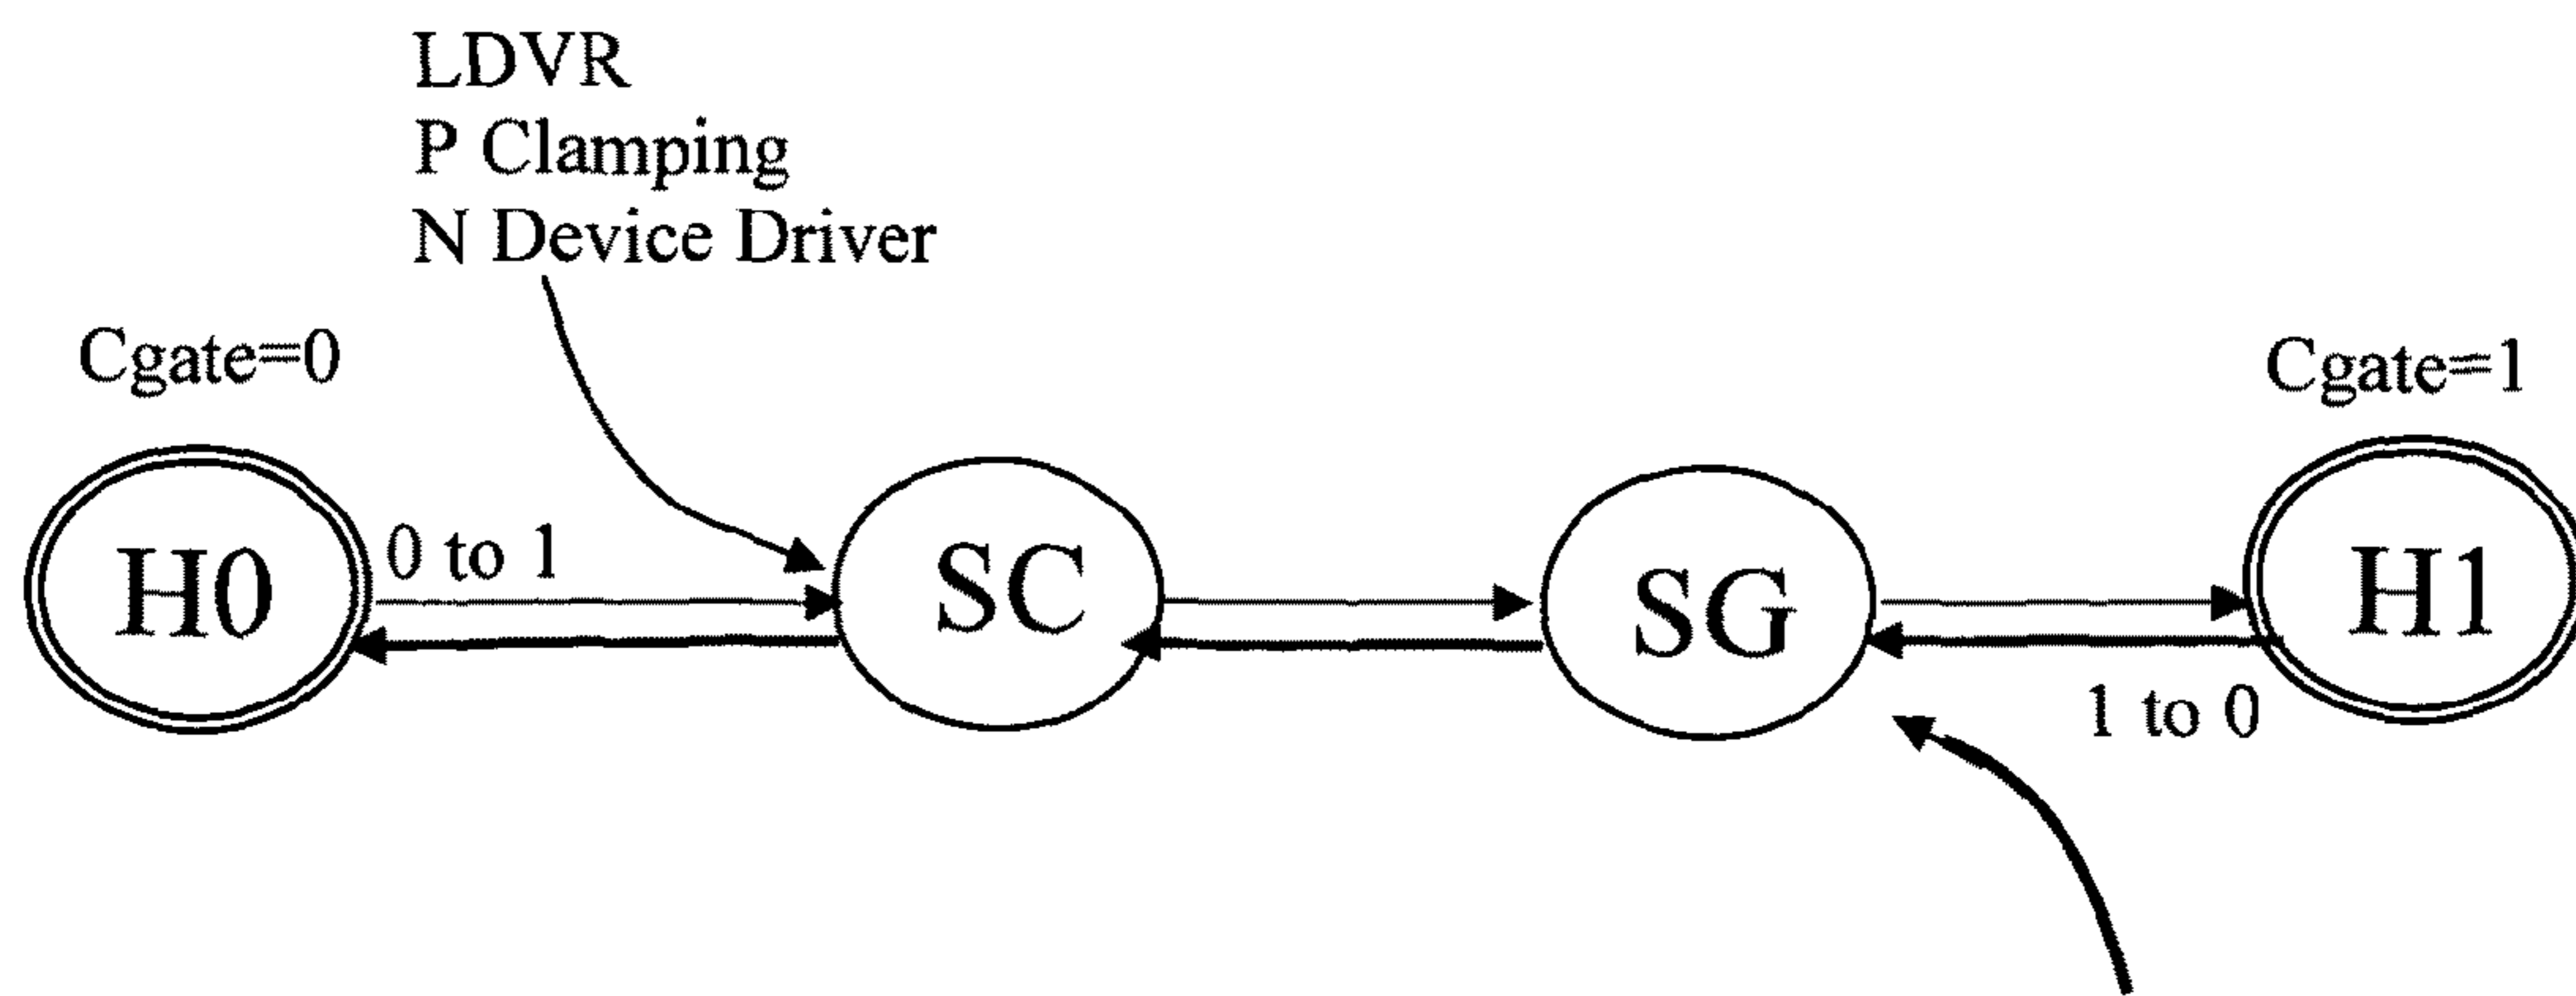 LDVR
P Clamping
N Device Driver
Cgate=0
Cgate=1
H0
0 to 1
SC
SG
H1
1 to 0